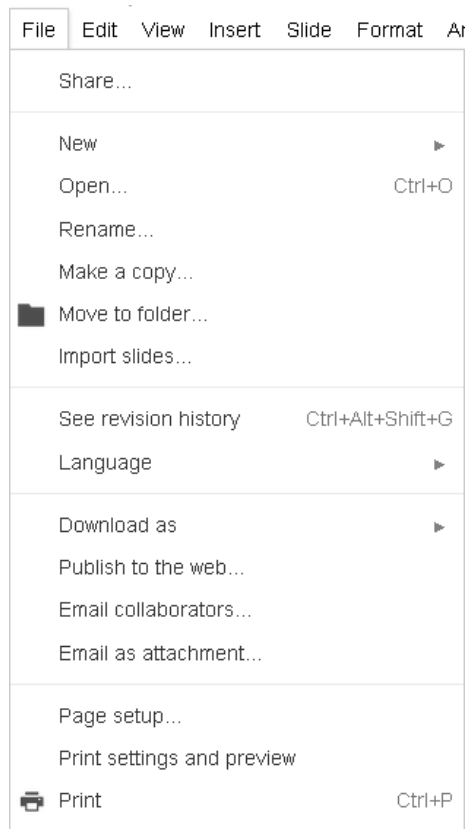 File Edit View Insert Slide Format Ar
Share...
New
Open... Ctrl+O
Rename...
Make a copy...
Move to folder...
Import slides...
See revision history Ctrl+Alt+Shift+G
Language
Download as
Publish to the web...
Email collaborators...
Email as attachment...
Page setup...
Print settings and preview
Print Ctrl+P